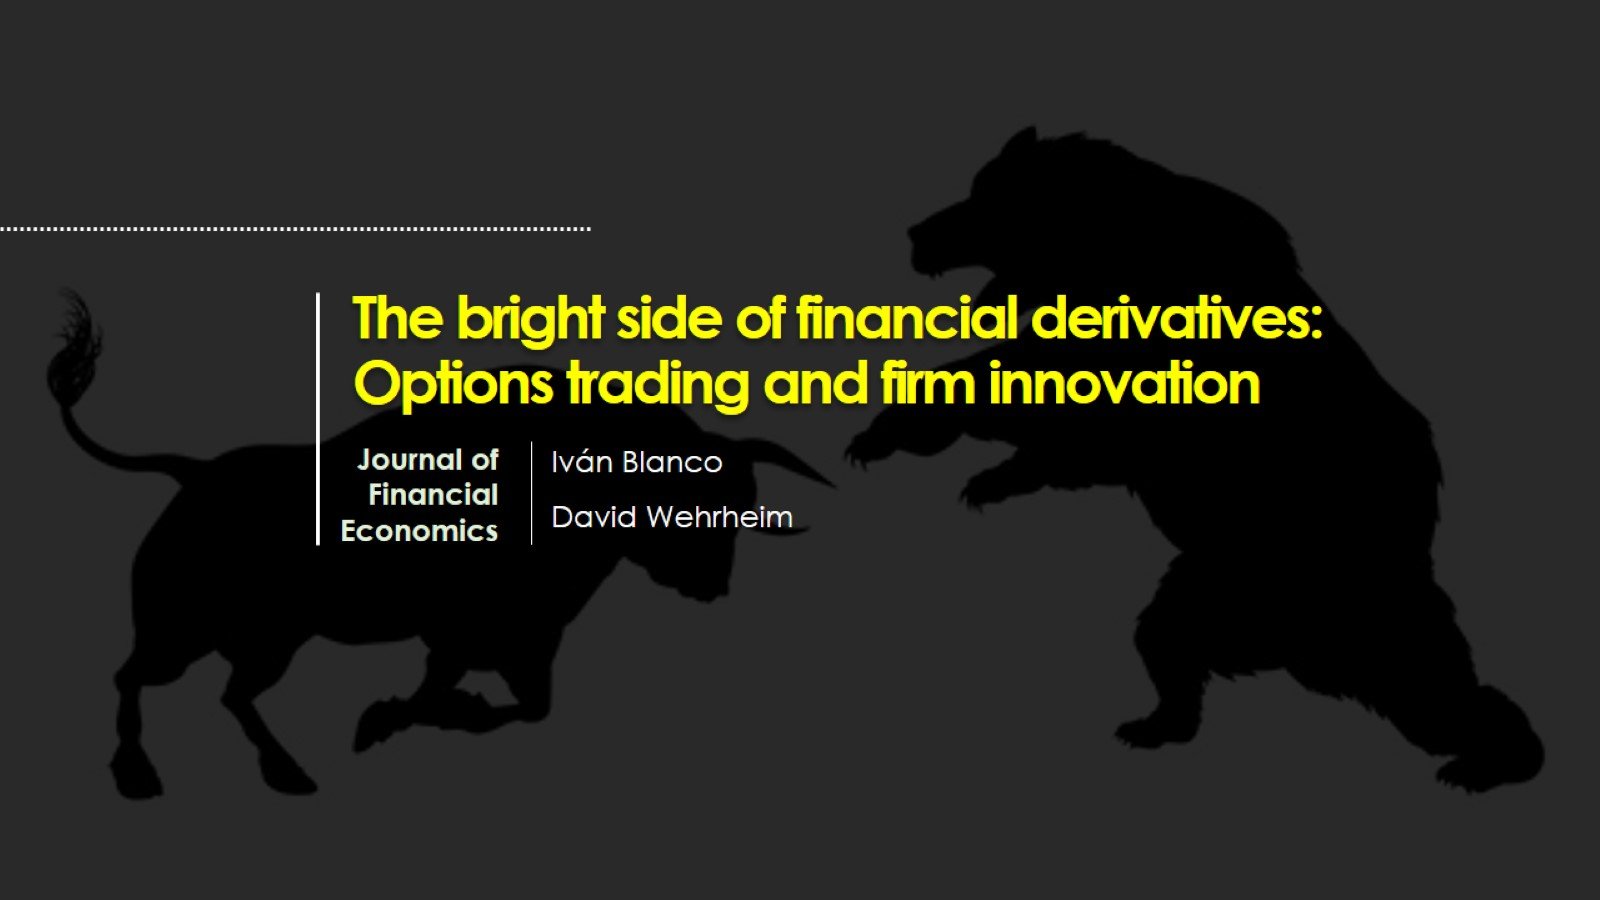 The bright side of financial derivatives:
Options trading and firm innovation
Journal of
Financial
Economics
Iván Blanco
David Wehrheim